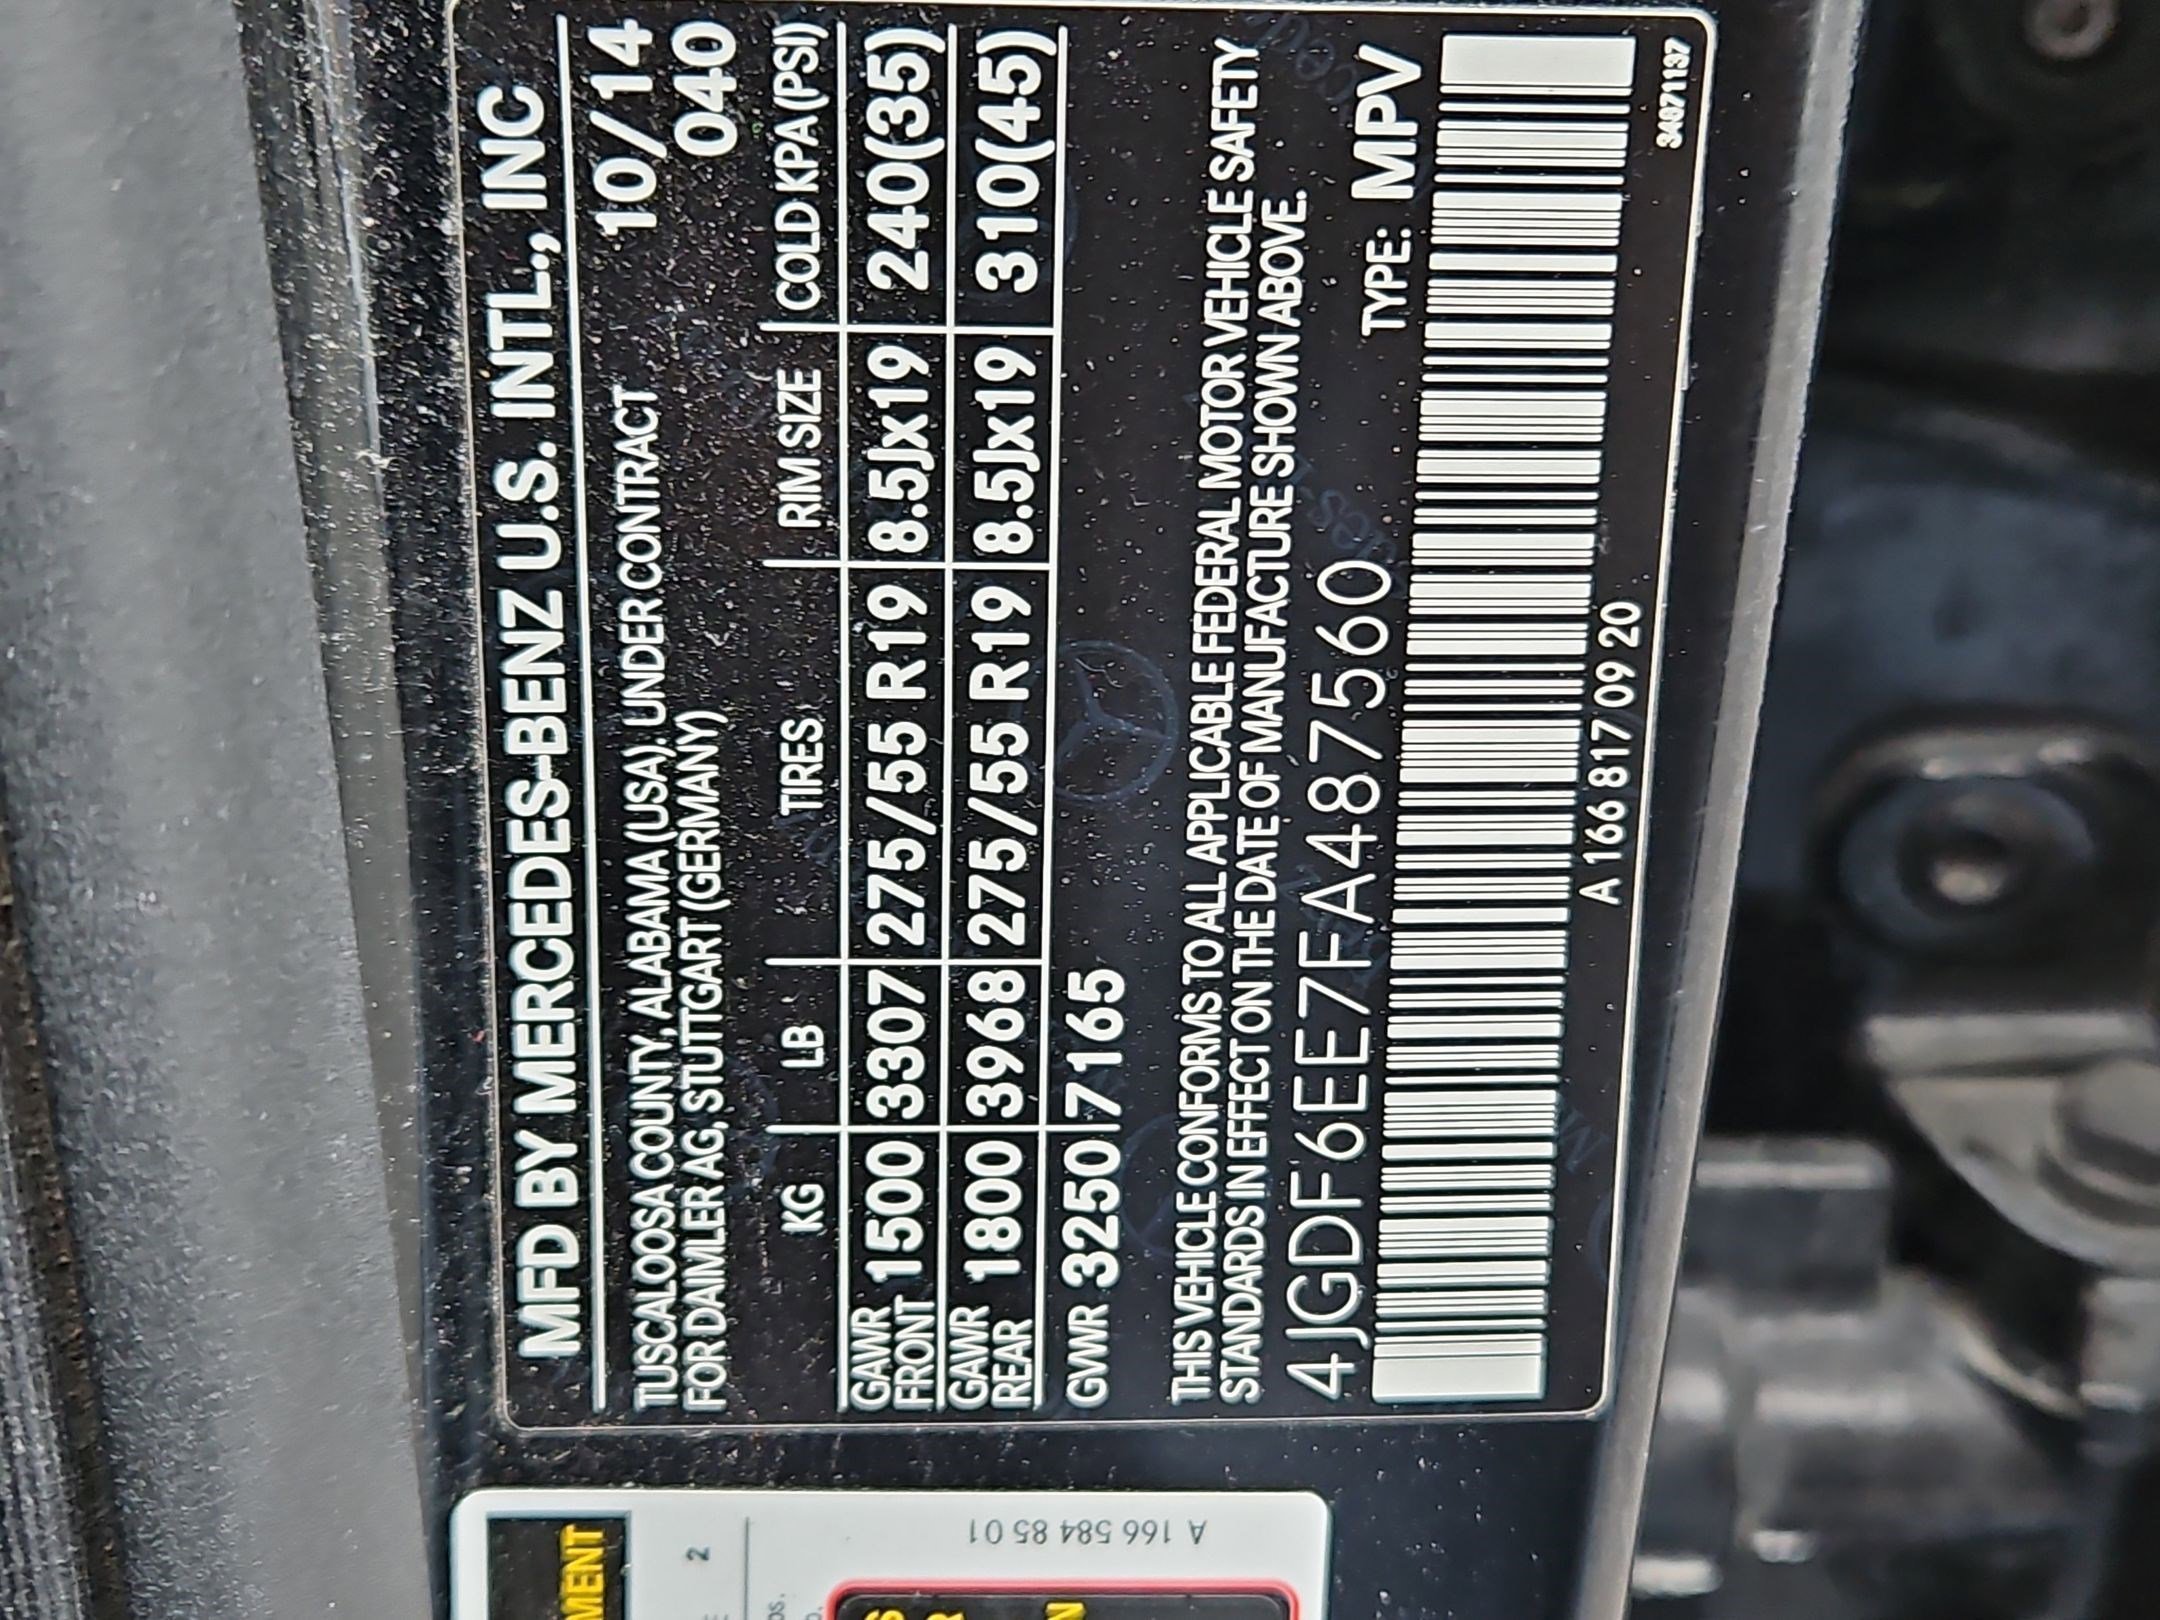 MFD BY MERCEDES-BENZ U.S. INTL., INC
TUSCALOOSA COUNTY, ALABAMA (USA). UNDER CONTRACT 10/14
FOR DAIMLER AG, STUTTGART (GERMANY) 040
KG LB TIRES RIM SIZE COLD KPA (PSI)
GAWR FRONT 1500 3307 275/55 R19 8.5Jx19 240(35)
GAWR REAR 1800 3968 275/55 R19 8.5Jx19 310(45)
GVWR 3250 7165
THIS VEHICLE CONFORMS TO ALL APPLICABLE FEDERAL MOTOR VEHICLE SAFETY
STANDARDS IN EFFECT ON THE DATE OF MANUFACTURE SHOWN ABOVE.
4JGDF6EE7FA487560 TYPE: MPV
A 166 817 09 20
34871137
MENT
2
A 166 584 85 01